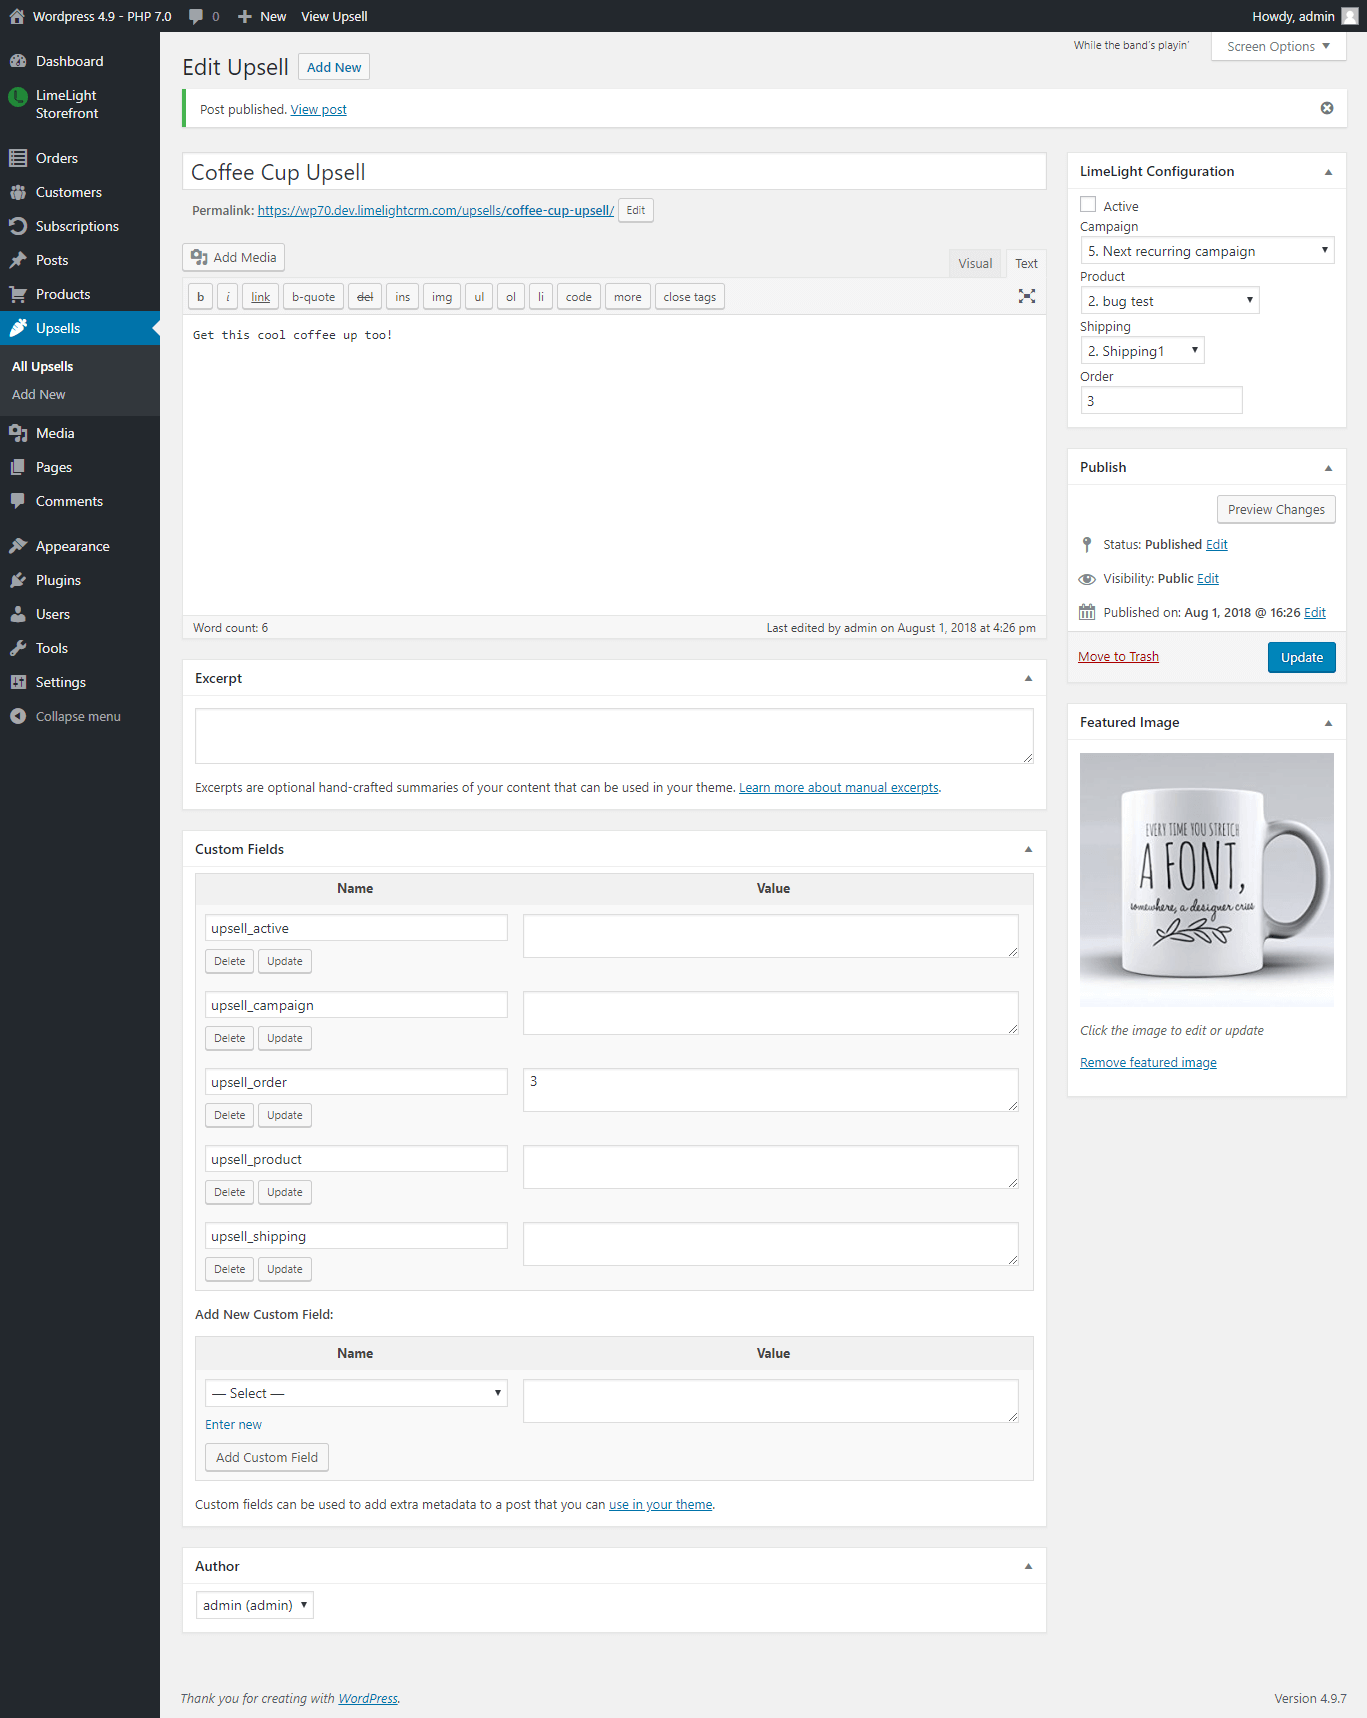 Wordpress 4.9 - PHP 7.0 0 New View Upsell Howdy, admin
Dashboard
LimeLight Storefront
Orders
Customers
Subscriptions
Posts
Products
Upsells
All Upsells
Add New
Media
Pages
Comments
Appearance
Plugins
Users
Tools
Settings
Collapse menu
While the band's playin'
Screen Options
Edit Upsell Add New
Post published. View post
Coffee Cup Upsell
Permalink: https://wp70.dev.limelightcrm.com/upsells/coffee-cup-upsell/ Edit
Add Media
Visual Text
b i link b-quote del ins img ul ol li code more close tags
Get this cool coffee up too!
Word count: 6 Last edited by admin on August 1, 2018 at 4:26 pm
Excerpt
Excerpts are optional hand-crafted summaries of your content that can be used in your theme. Learn more about manual excerpts.
Custom Fields
Name Value
upsell_active
Delete Update
upsell_campaign
Delete Update
upsell_order 3
Delete Update
upsell_product
Delete Update
upsell_shipping
Delete Update
Add New Custom Field:
Name Value
— Select —
Enter new
Add Custom Field
Custom fields can be used to add extra metadata to a post that you can use in your theme.
Author
admin (admin)
LimeLight Configuration
Active
Campaign
5. Next recurring campaign
Product
2. bug test
Shipping
2. Shipping1
Order
3
Publish
Preview Changes
Status: Published Edit
Visibility: Public Edit
Published on: Aug 1, 2018 @ 16:26 Edit
Move to Trash Update
Featured Image
EVERY TIME YOU STRETCH
A FONT,
somewhere, a designer cries
Click the image to edit or update
Remove featured image
Thank you for creating with WordPress.
Version 4.9.7